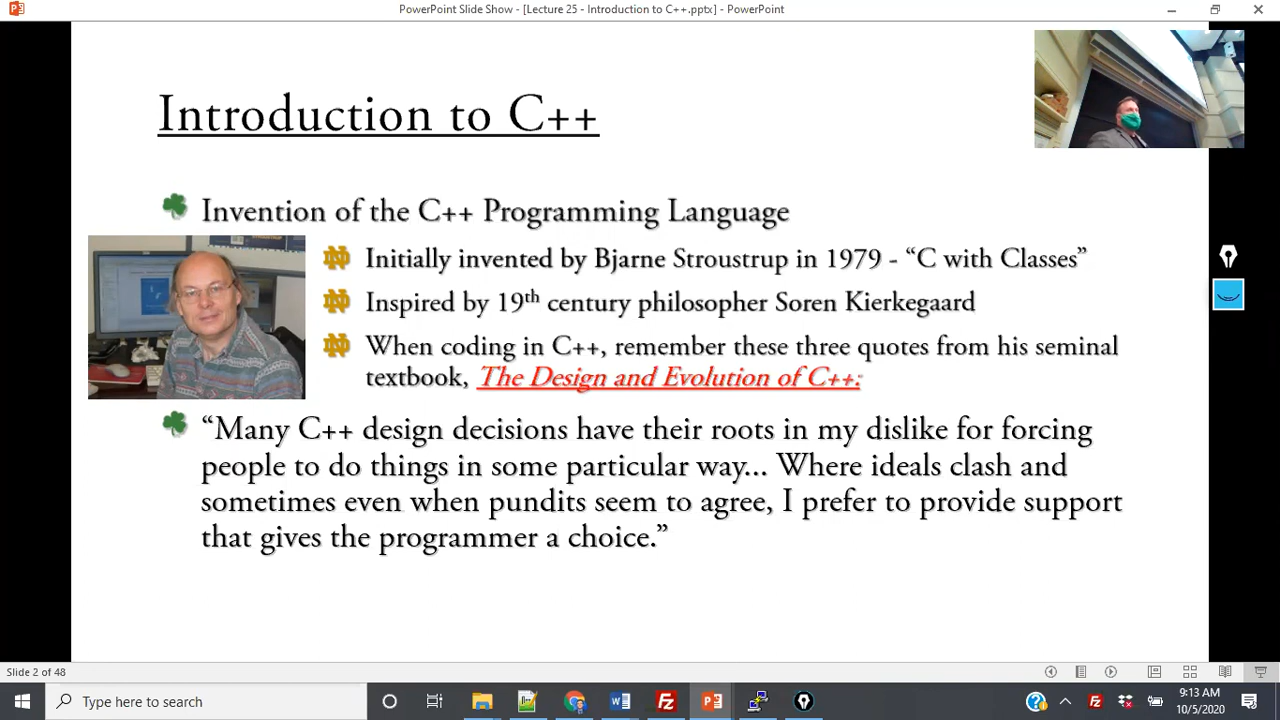 PowerPoint Slide Show - [Lecture 25 - Introduction to C++.pptx] - PowerPoint
Introduction to C++
Invention of the C++ Programming Language
Initially invented by Bjarne Stroustrup in 1979 - “C with Classes”
Inspired by 19th century philosopher Soren Kierkegaard
When coding in C++, remember these three quotes from his seminal
textbook, The Design and Evolution of C++:
“Many C++ design decisions have their roots in my dislike for forcing
people to do things in some particular way... Where ideals clash and
sometimes even when pundits seem to agree, I prefer to provide support
that gives the programmer a choice.”
Slide 2 of 48
Type here to search
9:13 AM
10/5/2020